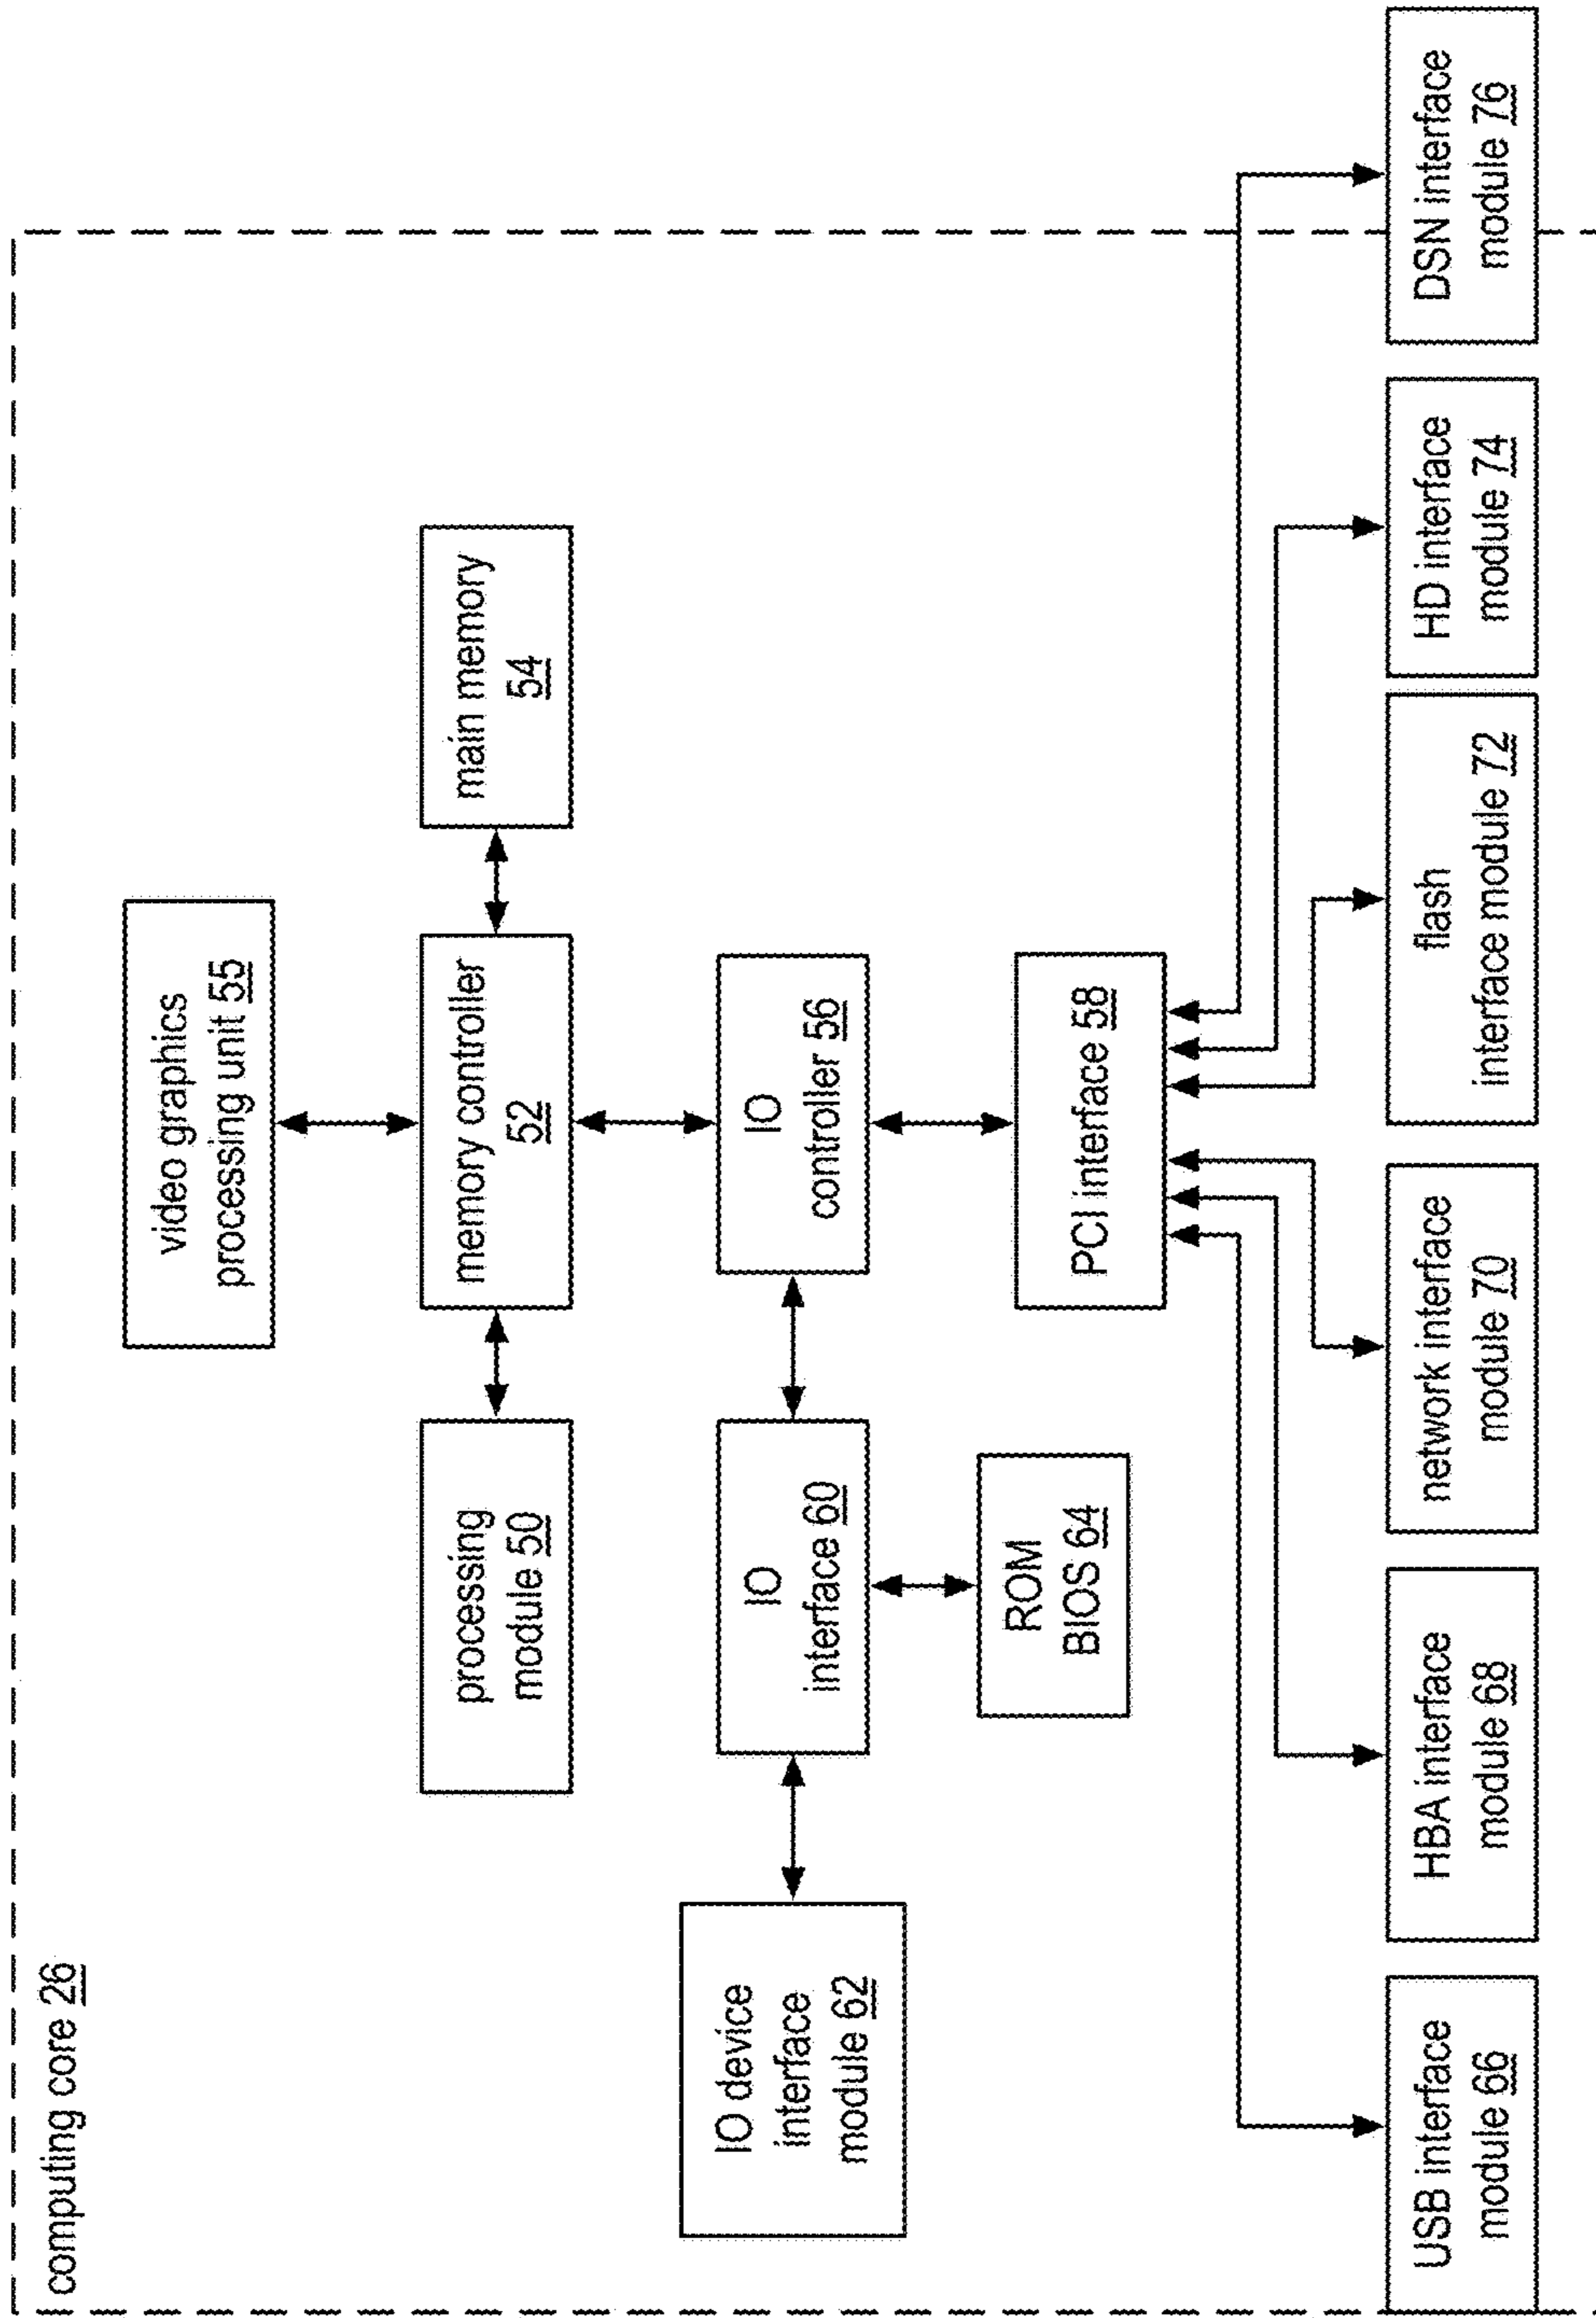 computing core 26
video graphics
processing unit 55
processing
module 50
memory controller
52
main memory
54
IO device
interface
module 62
IO
interface 60
IO
controller 56
ROM
BIOS 64
PCI interface 58
USB interface
module 66
HBA interface
module 68
network interface
module 70
flash
interface module 72
HD interface
module 74
DSN interface
module 76